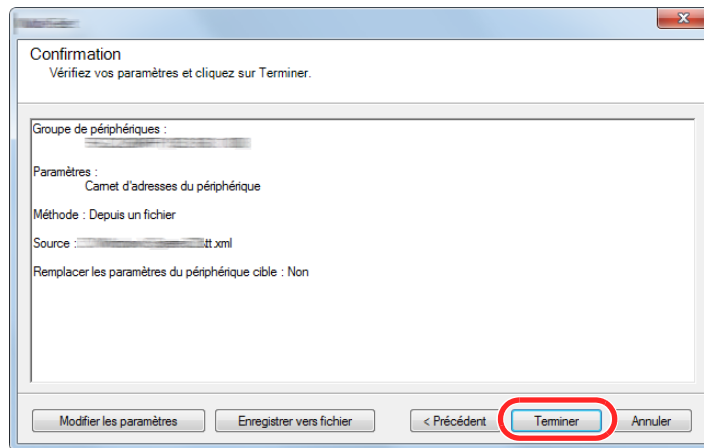 Confirmation
Vérifiez vos paramètres et cliquez sur Terminer.
Groupe de périphériques :
Paramètres :
Carnet d'adresses du périphérique
Méthode : Depuis un fichier
Source : tt.xml
Remplacer les paramètres du périphérique cible : Non
Modifier les paramètres Enregistrer vers fichier < Précédent Terminer Annuler